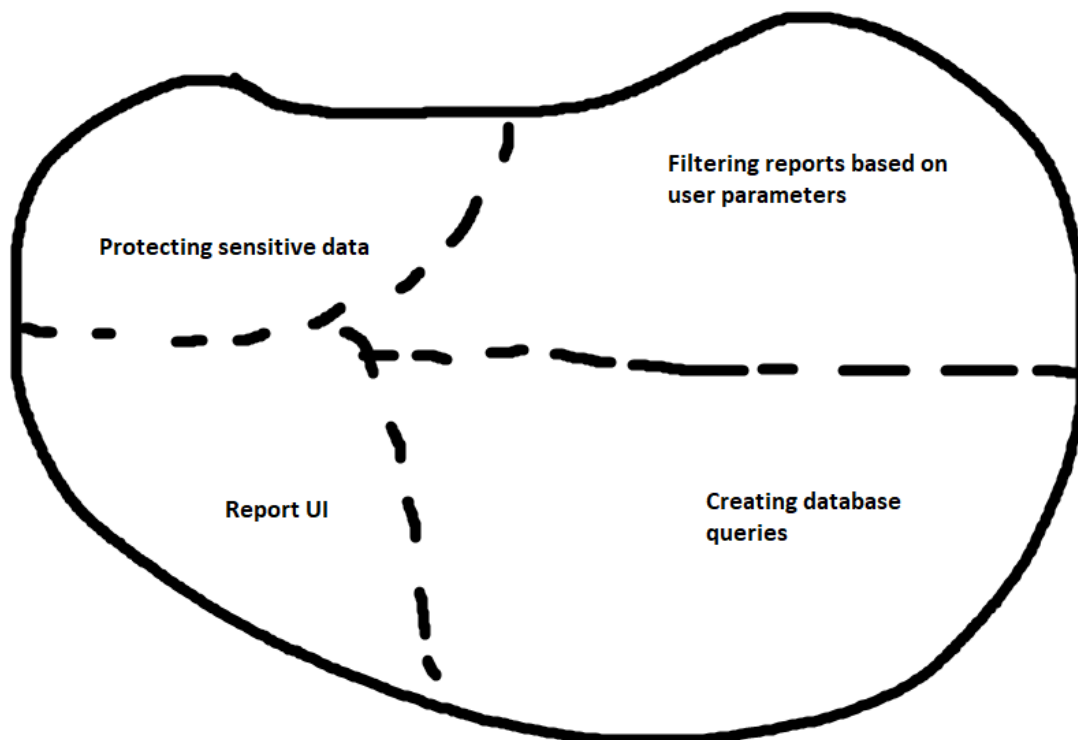 Filtering reports based on
user parameters
Protecting sensitive data
Report UI
Creating database
queries